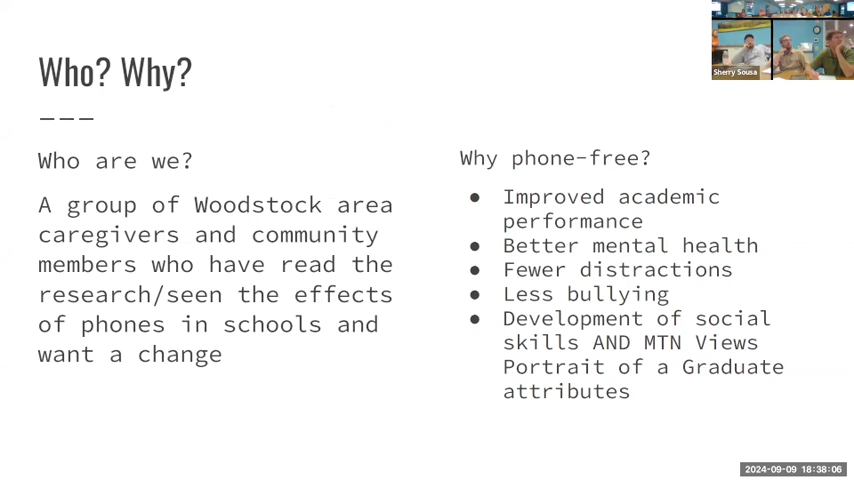 Who? Why?
Who are we?
A group of Woodstock area
caregivers and community
members who have read the
research/seen the effects
of phones in schools and
want a change
Why phone-free?
● Improved academic
performance
● Better mental health
● Fewer distractions
● Less bullying
● Development of social
skills AND MTN Views
Portrait of a Graduate
attributes
Sherry Sousa
2024-09-09 18:38:06